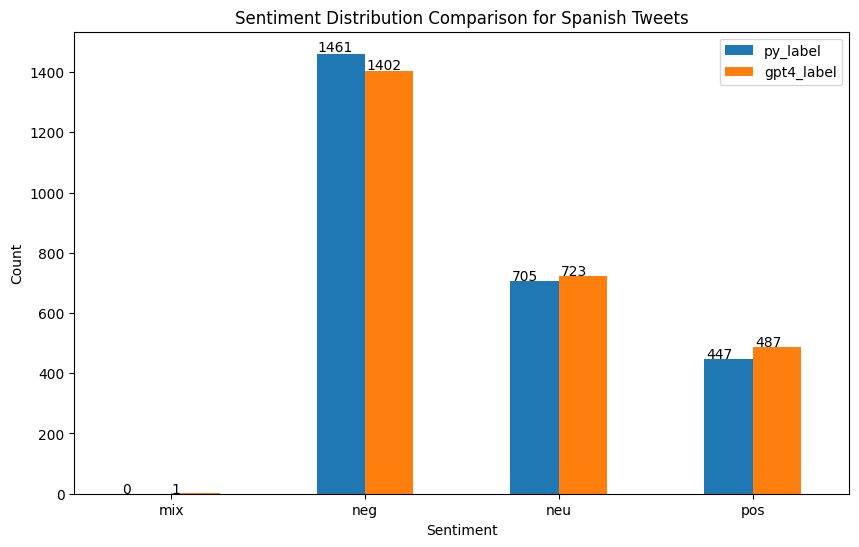 Sentiment Distribution Comparison for Spanish Tweets
py_label
gpt4_label
1461
1402
705
723
447
487
0
1
1400
1200
1000
800
600
400
200
0
Count
mix
neg
neu
pos
Sentiment